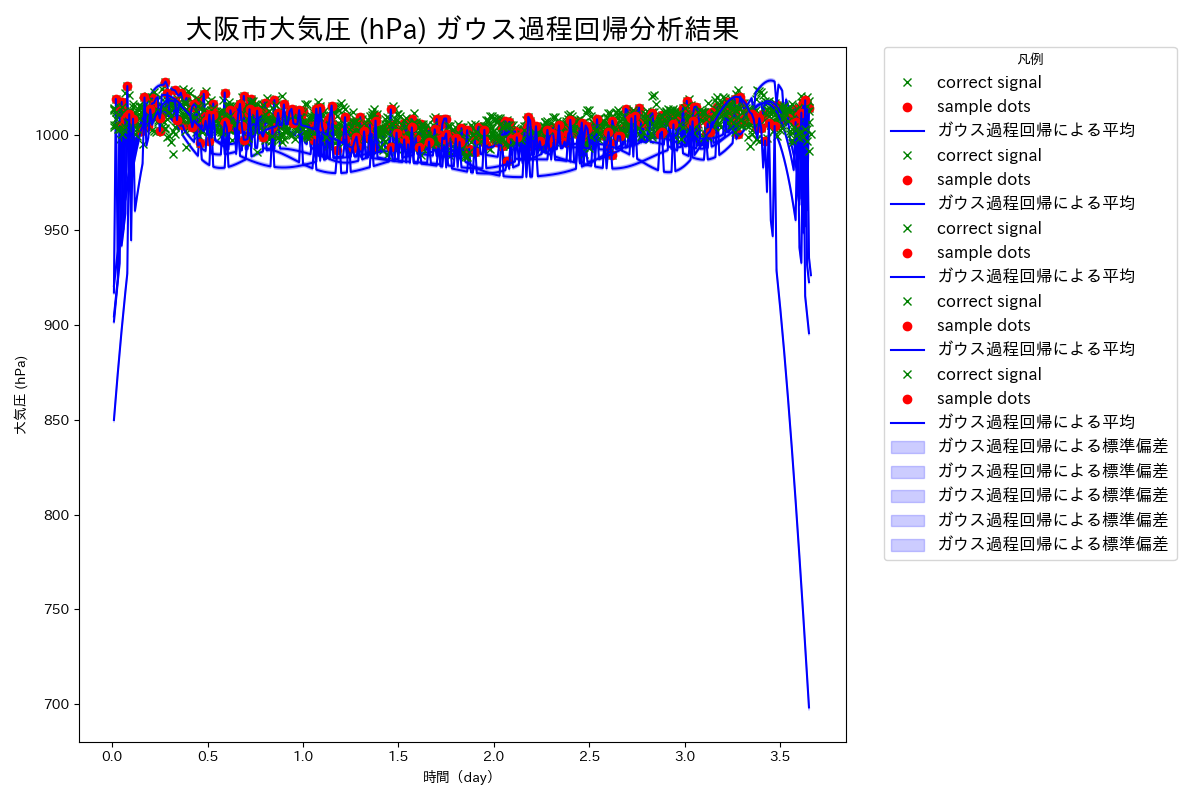 大阪市大気圧 (hPa) ガウス過程回帰分析結果
大気圧 (hPa)
1000
950
900
850
800
750
700
0.0
0.5
1.0
1.5
2.0
2.5
3.0
3.5
時間（day）
凡例
correct signal
sample dots
ガウス過程回帰による平均
correct signal
sample dots
ガウス過程回帰による平均
correct signal
sample dots
ガウス過程回帰による平均
correct signal
sample dots
ガウス過程回帰による平均
correct signal
sample dots
ガウス過程回帰による平均
ガウス過程回帰による標準偏差
ガウス過程回帰による標準偏差
ガウス過程回帰による標準偏差
ガウス過程回帰による標準偏差
ガウス過程回帰による標準偏差